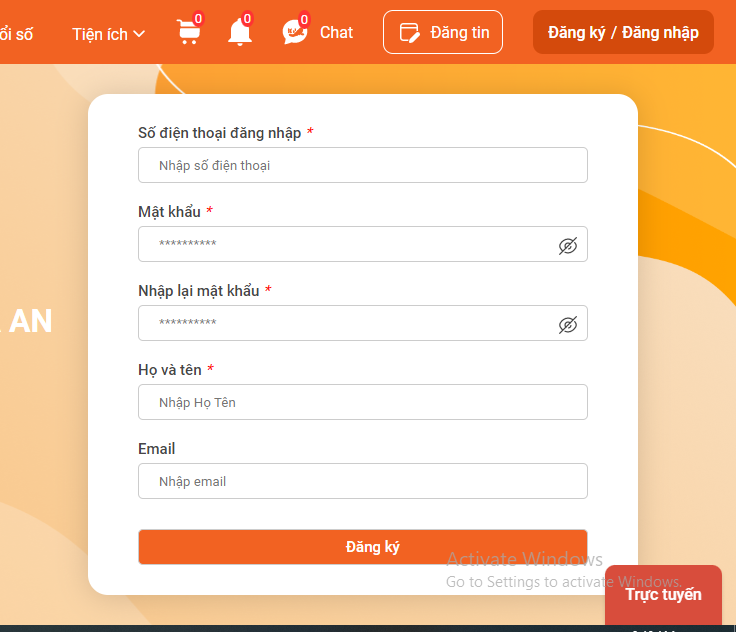 ổi số Tiện ích 0 0 0 Chat Đăng tin Đăng ký / Đăng nhập
Số điện thoại đăng nhập *
Nhập số điện thoại
Mật khẩu *
**********
Nhập lại mật khẩu *
**********
AN
Họ và tên *
Nhập Họ Tên
Email
Nhập email
Đăng ký
Activate Windows
Go to Settings to activate Windows.
Trực tuyến